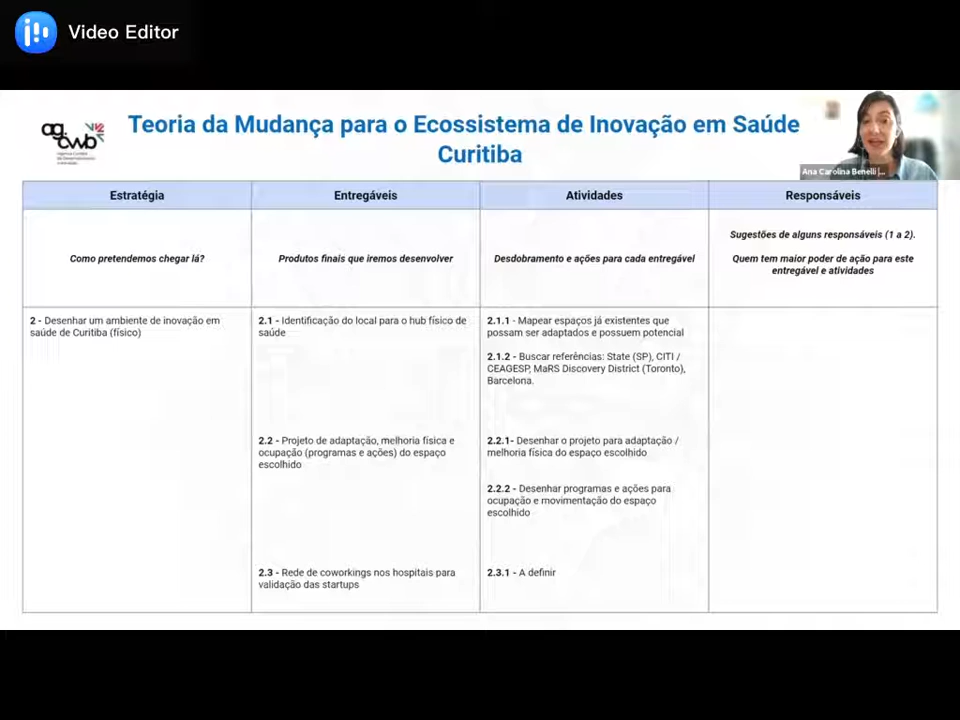 Video Editor
ag.
cwb
Teoria da Mudança para o Ecossistema de Inovação em Saúde
Curitiba
Ana Carolina Benelli |...
Estratégia
Entregáveis
Atividades
Responsáveis
Como pretendemos chegar lá?
Produtos finais que iremos desenvolver
Desdobramento e ações para cada entregável
Sugestões de alguns responsáveis (1 a 2).
Quem tem maior poder de ação para este
entregável e atividades
2 - Desenhar um ambiente de inovação em
saúde de Curitiba (físico)
2.1 - Identificação do local para o hub físico de
saúde
2.1.1 - Mapear espaços já existentes que
possam ser adaptados e possuem potencial
2.1.2 - Buscar referências: State (SP), CITI /
CEAGESP, MaRS Discovery District (Toronto),
Barcelona.
2.2 - Projeto de adaptação, melhoria física e
ocupação (programas e ações) do espaço
escolhido
2.2.1- Desenhar o projeto para adaptação /
melhoria física do espaço escolhido
2.2.2 - Desenhar programas e ações para
ocupação e movimentação do espaço
escolhido
2.3 - Rede de coworkings nos hospitais para
validação das startups
2.3.1 - A definir